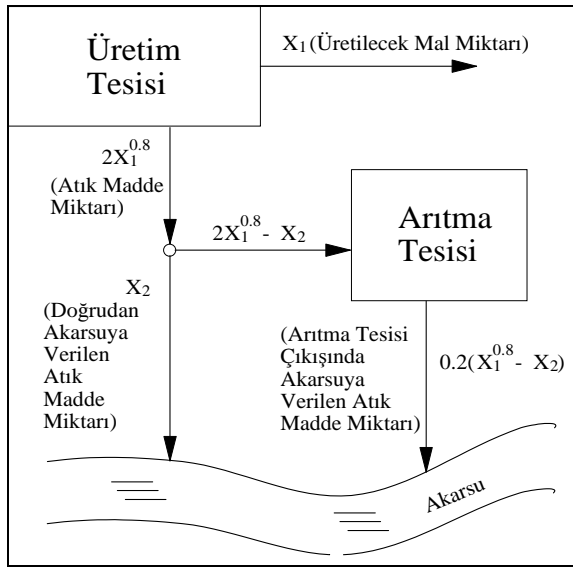 Üretim
Tesisi
X₁ (Üretilecek Mal Miktarı)
2X₁^0.8
(Atık Madde
Miktarı)
2X₁^0.8 - X₂
Arıtma
Tesisi
X₂
(Doğrudan
Akarsuya
Verilen
Atık
Madde
Miktarı)
(Arıtma Tesisi
Çıkışında
Akarsuya
Verilen Atık
Madde Miktarı)
0.2(X₁^0.8 - X₂)
Akarsu